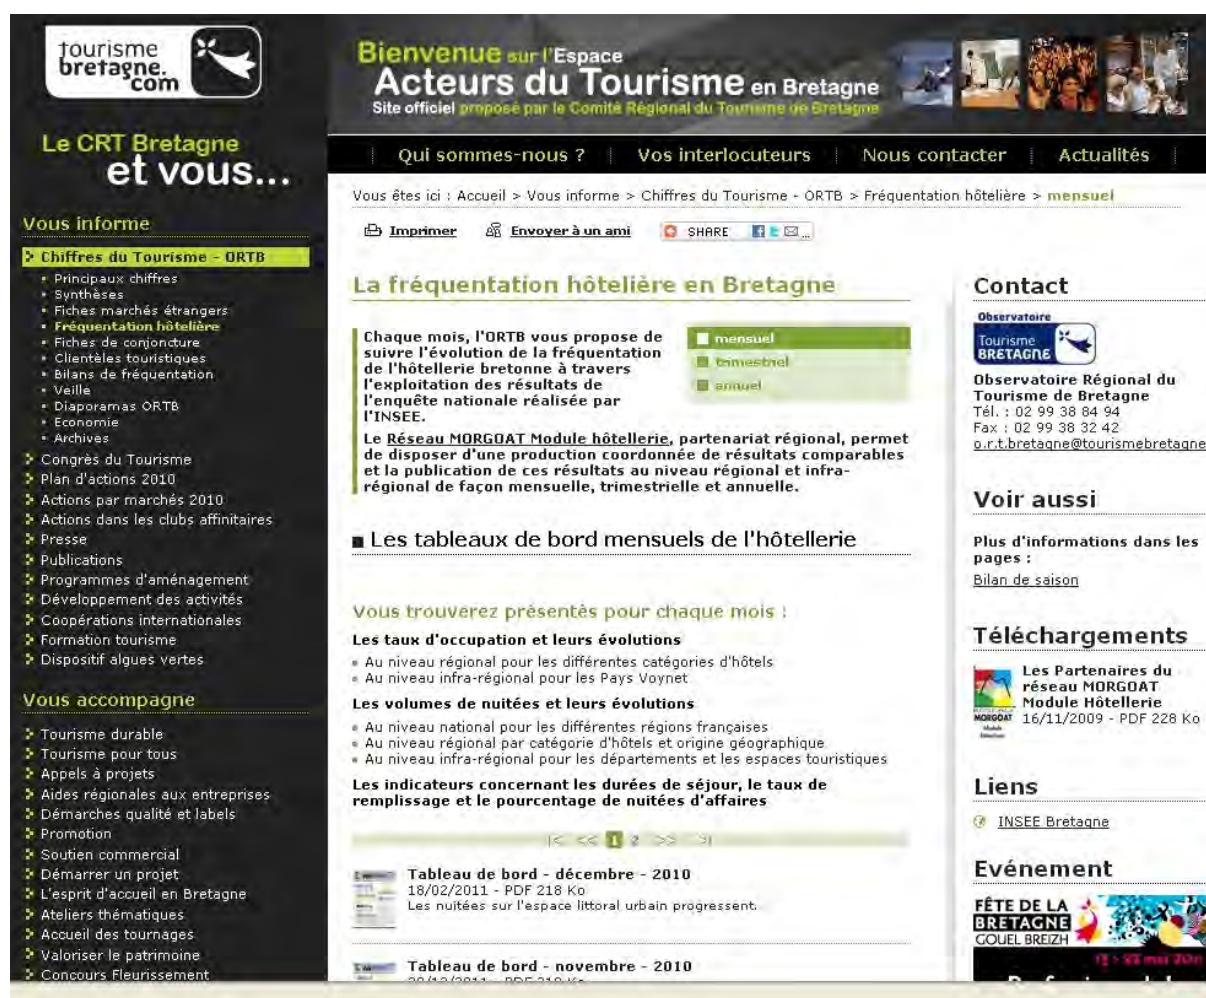 tourisme
bretagne.
com
Le CRT Bretagne
et vous...
Bienvenue sur l'Espace
Acteurs du Tourisme en Bretagne
Site officiel proposé par le Comité Régional du Tourisme de Bretagne
Qui sommes-nous ? | Vos interlocuteurs | Nous contacter | Actualités
Vous êtes ici : Accueil > Vous informe > Chiffres du Tourisme - ORTB > Fréquentation hôtelière > mensuel
Imprimer Envoyer à un ami SHARE
Vous informe
Chiffres du Tourisme - ORTB
Principaux chiffres
Synthèses
Fiches marchés étrangers
Fréquentation hôtelière
Fiches de conjoncture
Clientèles touristiques
Bilans de fréquentation
Veille
Diaporamas ORTB
Economie
Archives
Congrès du Tourisme
Plan d'actions 2010
Actions par marchés 2010
Actions dans les clubs affinitaires
Presse
Publications
Programmes d'aménagement
Développement des activités
Coopérations internationales
Formation tourisme
Dispositif algues vertes
Vous accompagne
Tourisme durable
Tourisme pour tous
Appels à projets
Aides régionales aux entreprises
Démarches qualité et labels
Promotion
Soutien commercial
Démarrer un projet
L'esprit d'accueil en Bretagne
Ateliers thématiques
Accueil des tournages
Valoriser le patrimoine
Concours Fleurissement
La fréquentation hôtelière en Bretagne
Chaque mois, l'ORTB vous propose de
suivre l'évolution de la fréquentation
de l'hôtellerie bretonne à travers
l'exploitation des résultats de
l'enquête nationale réalisée par
l'INSEE.
mensuel
trimestriel
annuel
Le Réseau MORGOAT Module hôtellerie, partenariat régional, permet
de disposer d'une production coordonnée de résultats comparables
et la publication de ces résultats au niveau régional et infra-
régional de façon mensuelle, trimestrielle et annuelle.
Les tableaux de bord mensuels de l'hôtellerie
Vous trouverez présentés pour chaque mois :
Les taux d'occupation et leurs évolutions
Au niveau régional pour les différentes catégories d'hôtels
Au niveau infra-régional pour les Pays Voynet
Les volumes de nuitées et leurs évolutions
Au niveau national pour les différentes régions françaises
Au niveau régional par catégorie d'hôtels et origine géographique
Au niveau infra-régional pour les départements et les espaces touristiques
Les indicateurs concernant les durées de séjour, le taux de
remplissage et le pourcentage de nuitées d'affaires
|< << 1 2 >> >|
Tableau de bord - décembre - 2010
18/02/2011 - PDF 218 Ko
Les nuitées sur l'espace littoral urbain progressent.
Tableau de bord - novembre - 2010
Contact
Observatoire
Tourisme
BRETAGNE
Observatoire Régional du
Tourisme de Bretagne
Tél. : 02 99 38 84 94
Fax : 02 99 38 32 42
o.r.t.bretagne@tourismebretagne
Voir aussi
Plus d'informations dans les
pages :
Bilan de saison
Téléchargements
Les Partenaires du
réseau MORGOAT
Module Hôtellerie
16/11/2009 - PDF 228 Ko
MORGOAT
Liens
INSEE Bretagne
Evénement
FÊTE DE LA
BRETAGNE
GOUEL BREIZH